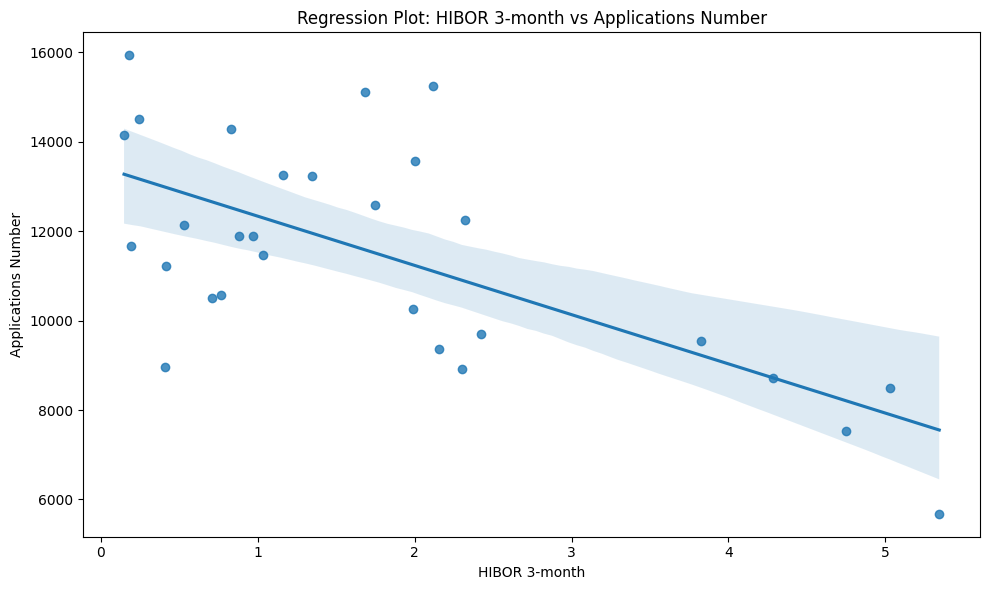 Regression Plot: HIBOR 3-month vs Applications Number
16000
14000
12000
10000
8000
6000
Applications Number
0 1 2 3 4 5
HIBOR 3-month